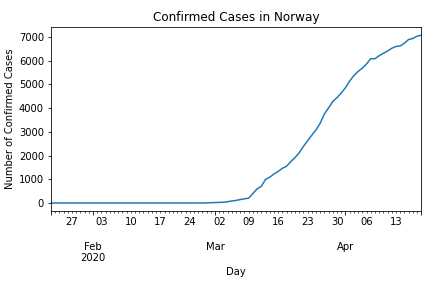 Confirmed Cases in Norway
Number of Confirmed Cases
7000
6000
5000
4000
3000
2000
1000
0
27 03 10 17 24 02 09 16 23 30 06 13
Feb Mar Apr
2020
Day